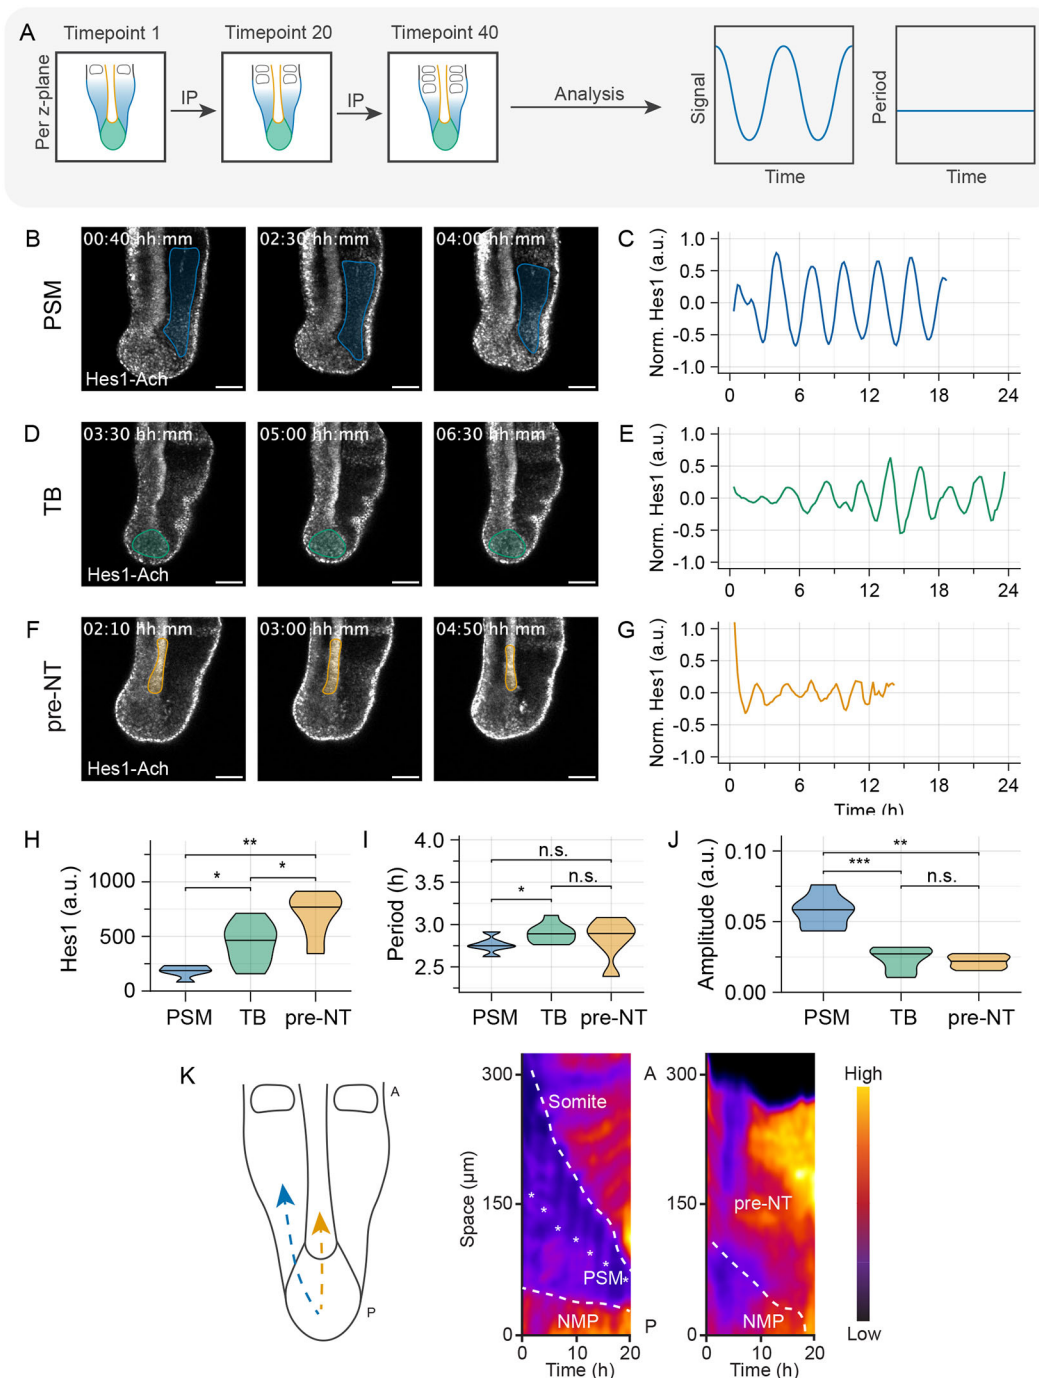 A
Timepoint 1
Timepoint 20
Timepoint 40
Per z-plane
IP
IP
Analysis
Signal
Time
Period
Time
B
PSM
00:40 hh:mm
02:30 hh:mm
04:00 hh:mm
Hes1-Ach
C
Norm. Hes1 (a.u.)
1.0
0.5
0.0
-0.5
-1.0
0 6 12 18 24
D
TB
03:30 hh:mm
05:00 hh:mm
06:30 hh:mm
Hes1-Ach
E
Norm. Hes1 (a.u.)
1.0
0.5
0.0
-0.5
-1.0
0 6 12 18 24
F
pre-NT
02:10 hh:mm
03:00 hh:mm
04:50 hh:mm
Hes1-Ach
G
Norm. Hes1 (a.u.)
1.0
0.5
0.0
-0.5
-1.0
0 6 12 18 24
Time (h)
H
Hes1 (a.u.)
1000
500
0
**
*
*
PSM TB pre-NT
I
Period (h)
4.0
3.5
3.0
2.5
n.s.
n.s.
*
PSM TB pre-NT
J
Amplitude (a.u.)
0.10
0.05
0.00
**
***
n.s.
PSM TB pre-NT
K
A
P
Space (µm)
300
150
0
Somite
* * * * * * *
PSM
NMP
0 10 20
Time (h)
A
P
300
150
0
pre-NT
NMP
0 10 20
Time (h)
High
Low